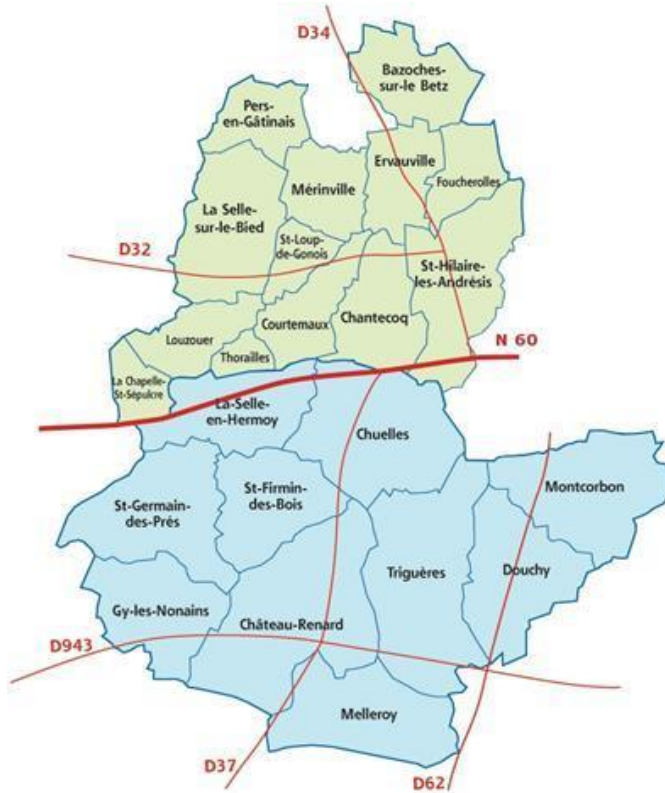 D34
Bazoches-
sur-le Betz
Pers-
en-Gâtinais
Ervauville
Foucherolles
Mérinville
La Selle-
sur-le-Bied
St-Loup-
de-Gonois
D32
St-Hilaire-
les-Andrésis
Courtemaux
Chantecoq
Louzouer
Thorailles
N 60
La Chapelle-
St-Sépulcre
La-Selle-
en-Hermoy
Chuelles
St-Firmin-
des-Bois
Montcorbon
St-Germain-
des-Prés
Triguères
Douchy
Gy-les-Nonains
Château-Renard
D943
Melleroy
D37
D62